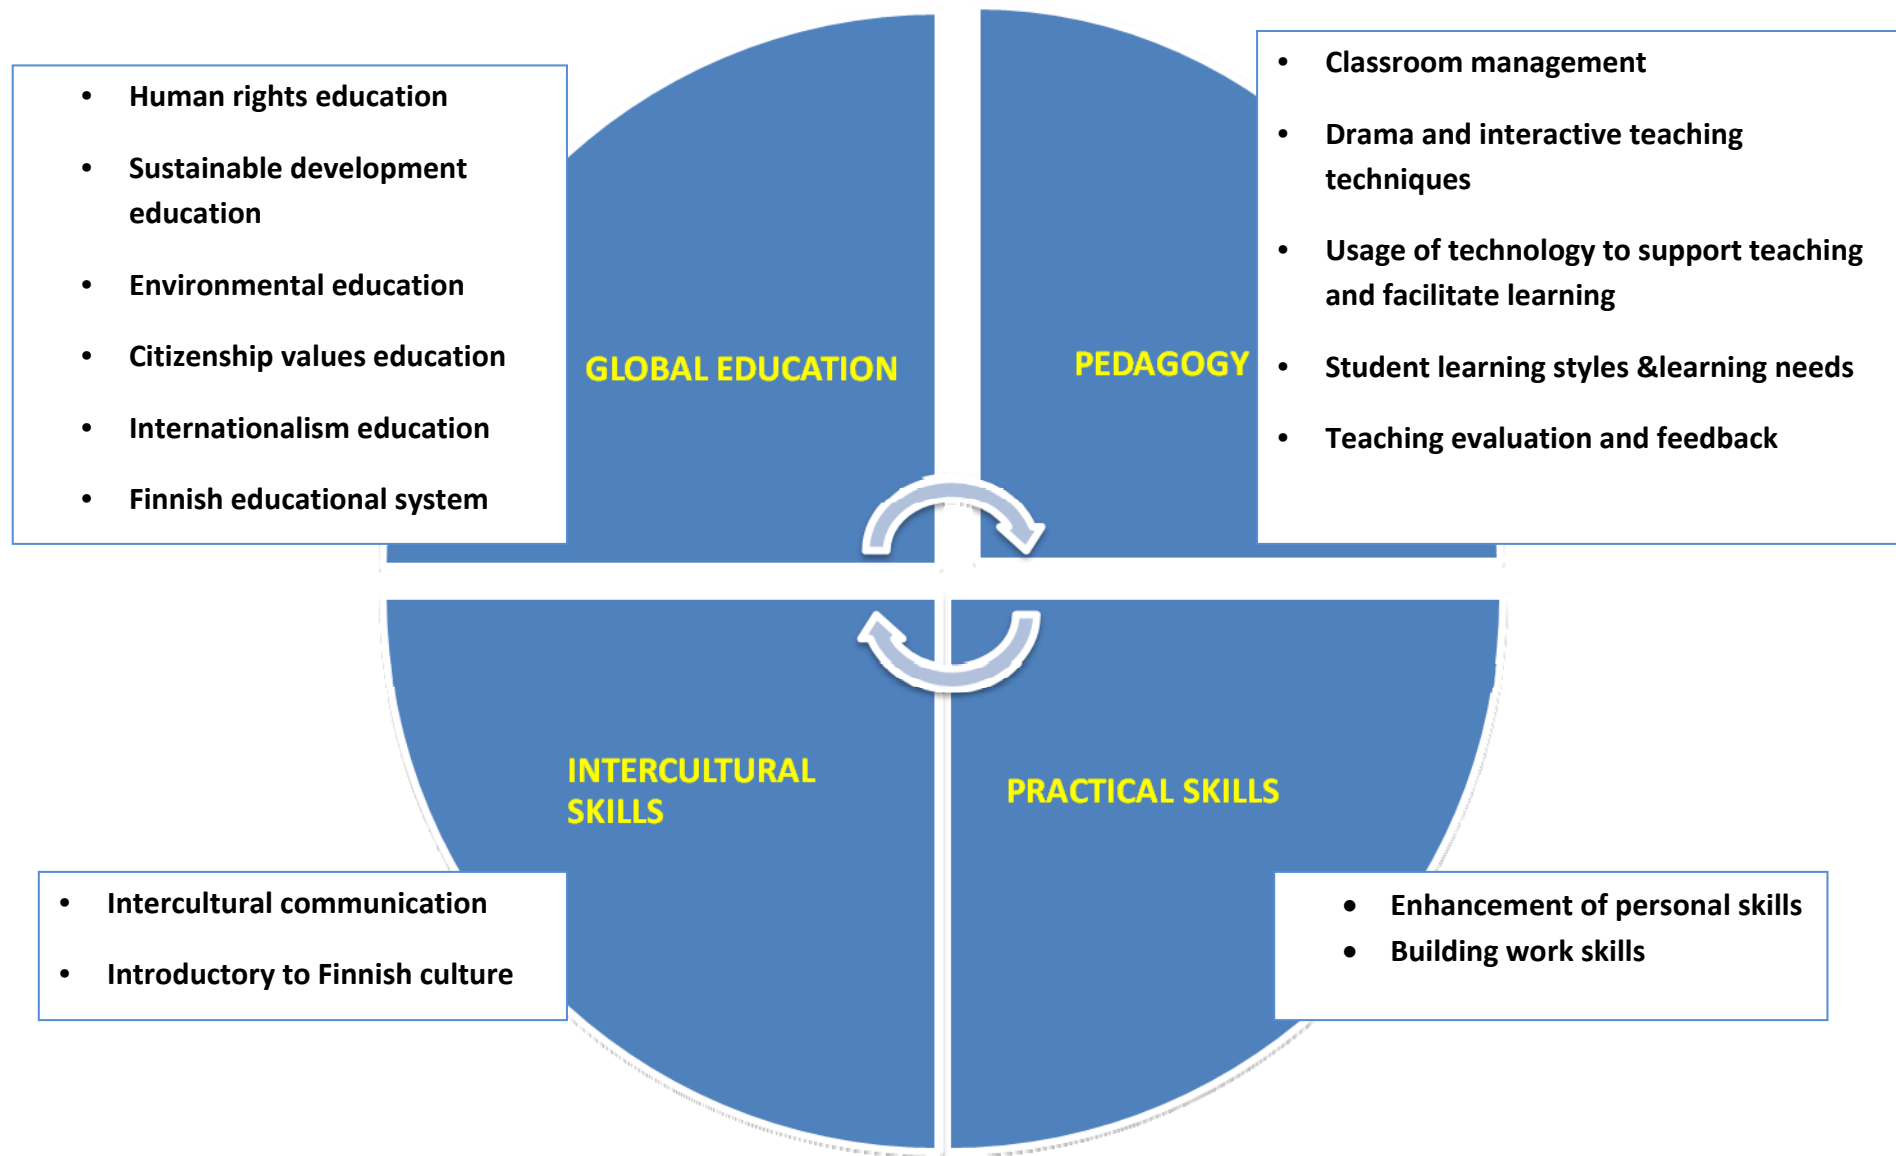 • Human rights education
• Sustainable development
education
• Environmental education
• Citizenship values education
• Internationalism education
• Finnish educational system
GLOBAL EDUCATION
PEDAGOGY
• Classroom management
• Drama and interactive teaching
techniques
• Usage of technology to support teaching
and facilitate learning
• Student learning styles &learning needs
• Teaching evaluation and feedback
INTERCULTURAL
SKILLS
• Intercultural communication
• Introductory to Finnish culture
PRACTICAL SKILLS
• Enhancement of personal skills
• Building work skills